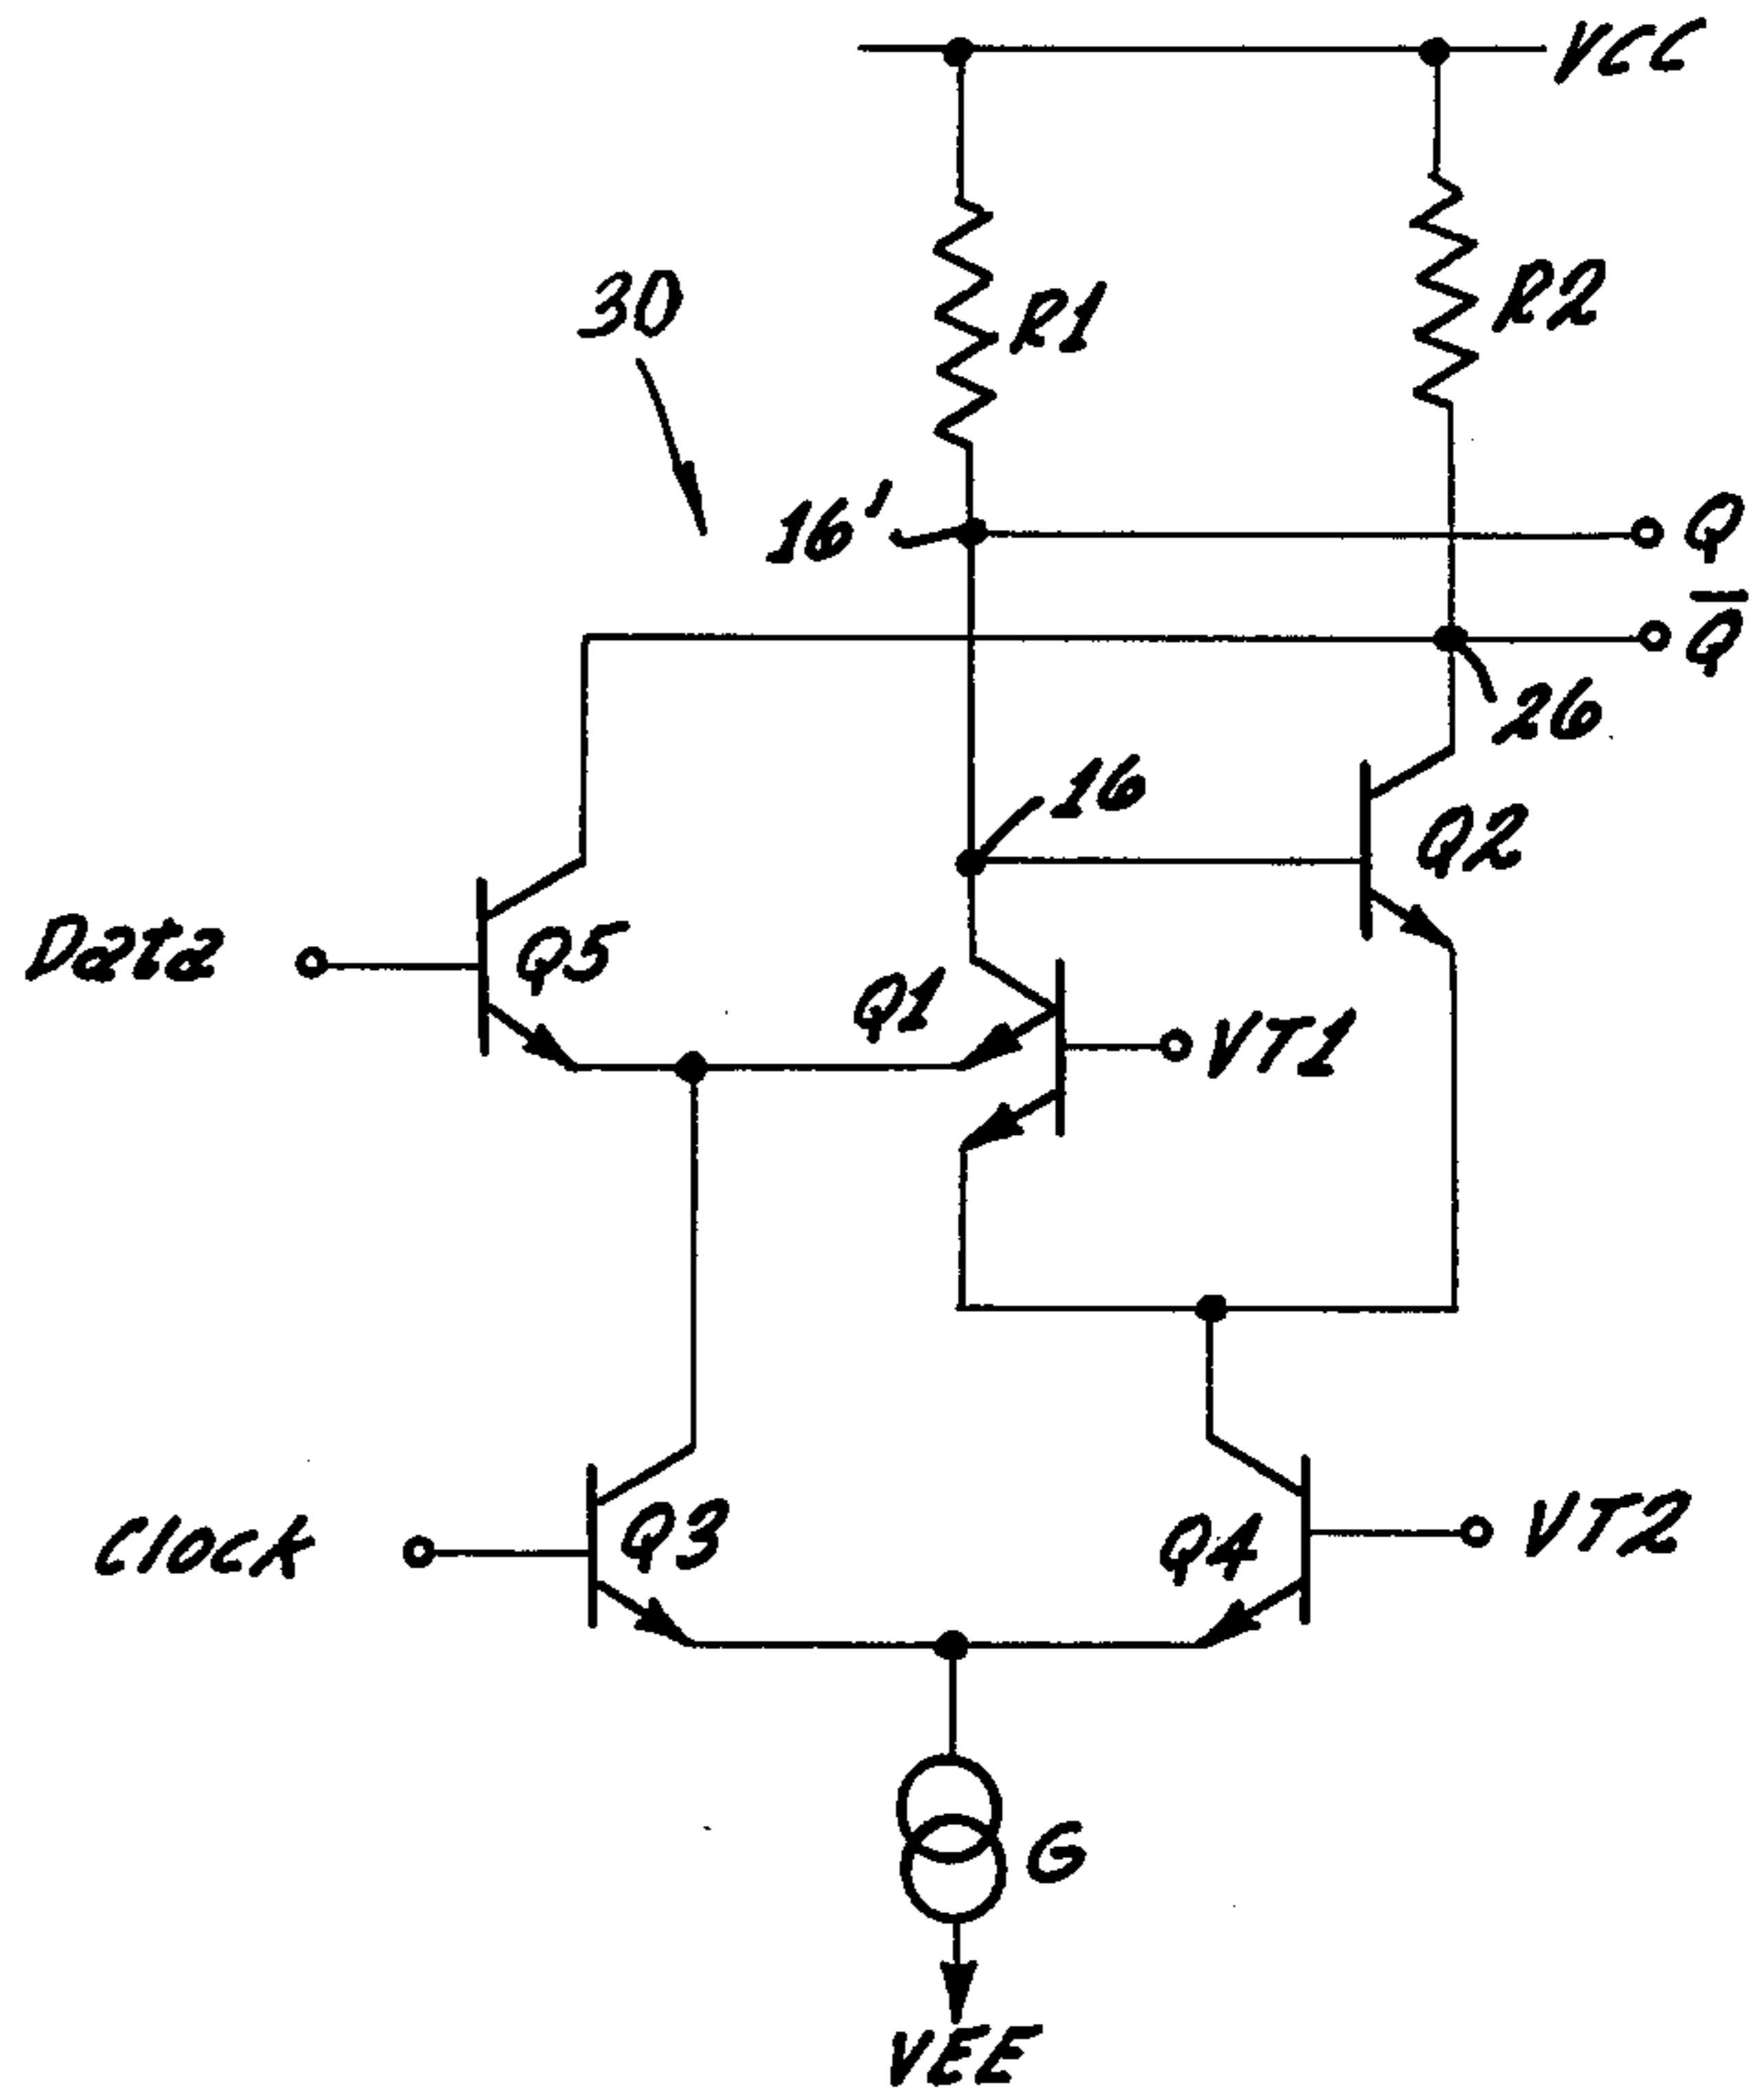 VCC
R1
R2
30
16'
Q
Q̅
26
16
Q2
Data
Q5
Q1
VT1
Clock
Q3
Q4
VT2
G
VEE